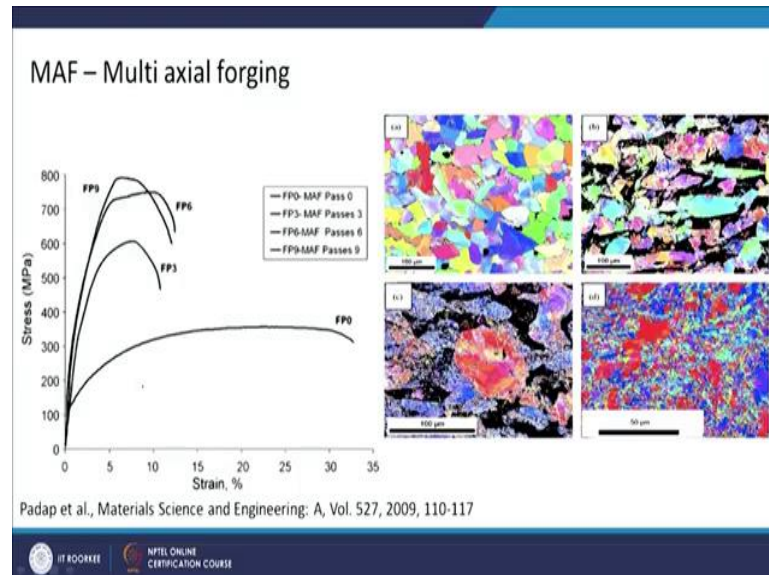 MAF – Multi axial forging
800
700
600
500
400
300
200
100
0
Stress (MPa)
FP9
FP6
FP3
FP0
FP0- MAF Pass 0
FP3- MAF Passes 3
FP6-MAF Passes 6
FP9-MAF Passes 9
0 5 10 15 20 25 30 35
Strain, %
(a)
100 μm
(b)
100 μm
(c)
100 μm
(d)
50 μm
Padap et al., Materials Science and Engineering: A, Vol. 527, 2009, 110-117
IIT ROORKEE
NPTEL ONLINE
CERTIFICATION COURSE